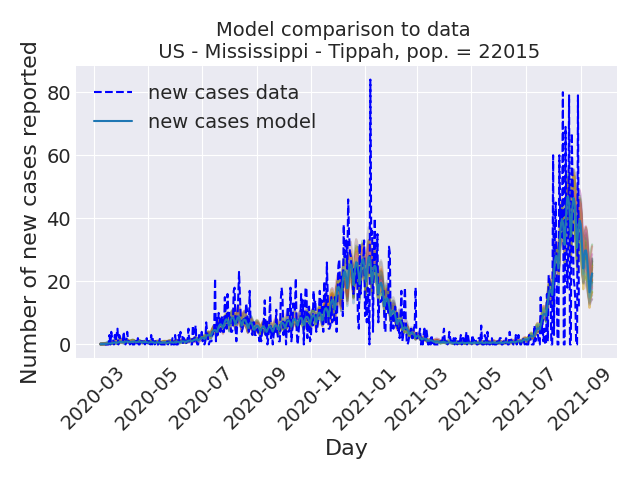 Model comparison to data
US - Mississippi - Tippah, pop. = 22015
new cases data
new cases model
Number of new cases reported
80
60
40
20
0
2020-03
2020-05
2020-07
2020-09
2020-11
2021-01
2021-03
2021-05
2021-07
2021-09
Day